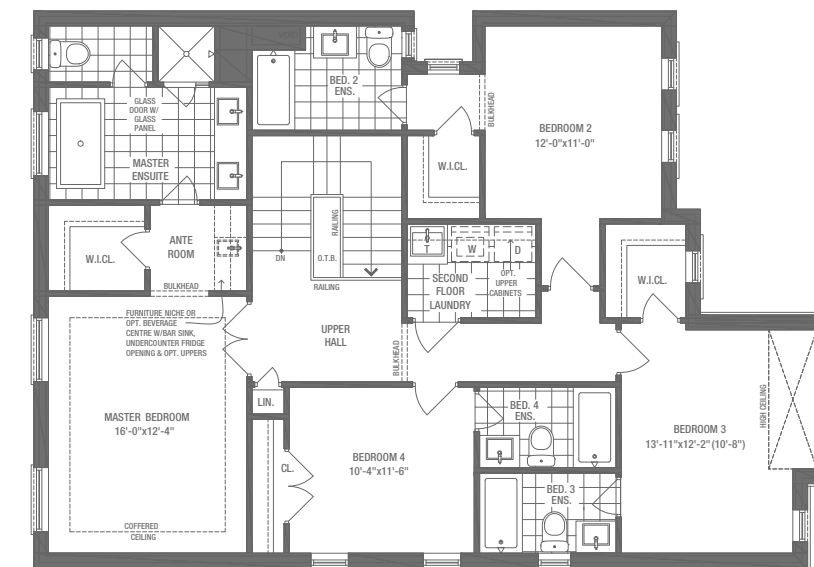 VOID
BED. 2
ENS.
GLASS
DOOR W/
GLASS
PANEL
MASTER
ENSUITE
BULKHEAD
BEDROOM 2
12'-0"x11'-0"
W.I.CL.
W.I.CL.
ANTE
ROOM
BULKHEAD
DN
RAILING
O.T.B.
RAILING
T
W
D
SECOND
FLOOR
LAUNDRY
OPT.
UPPER
CABINETS
W.I.CL.
FURNITURE NICHE OR
OPT. BEVERAGE
CENTRE W/BAR SINK,
UNDERCOUNTER FRIDGE
OPENING & OPT. UPPERS
UPPER
HALL
BULKHEAD
LIN.
MASTER BEDROOM
16'-0"x12'-4"
COFFERED
CEILING
CL.
BEDROOM 4
10'-4"x11'-6"
BED. 4
ENS.
BED. 3
ENS.
BEDROOM 3
13'-11"x12'-2"(10'-8")
HIGH CEILING